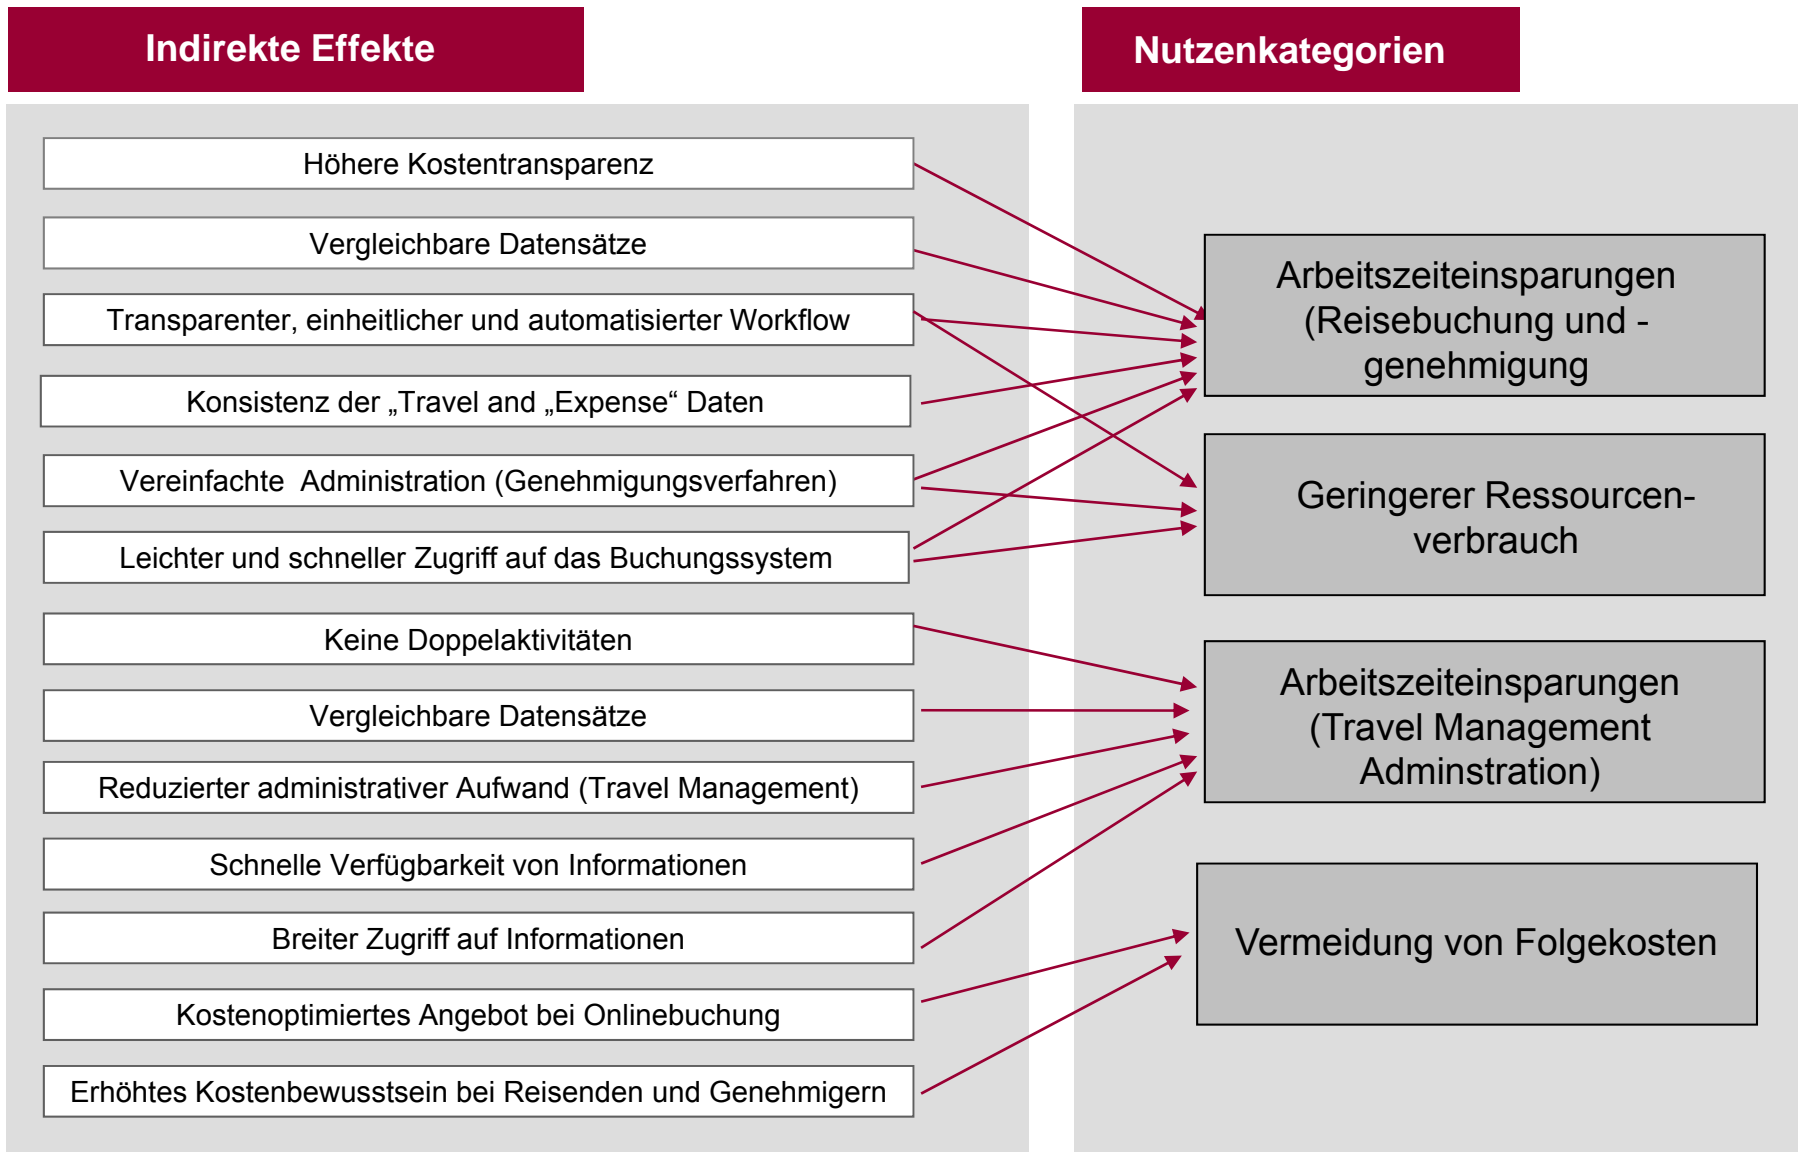 Indirekte Effekte
Nutzenkategorien
Höhere Kostentransparenz
Vergleichbare Datensätze
Transparenter, einheitlicher und automatisierter Workflow
Konsistenz der „Travel and „Expense“ Daten
Vereinfachte  Administration (Genehmigungsverfahren)
Leichter und schneller Zugriff auf das Buchungssystem
Keine Doppelaktivitäten
Vergleichbare Datensätze
Reduzierter administrativer Aufwand (Travel Management)
Schnelle Verfügbarkeit von Informationen
Breiter Zugriff auf Informationen
Kostenoptimiertes Angebot bei Onlinebuchung
Erhöhtes Kostenbewusstsein bei Reisenden und Genehmigern
Arbeitszeiteinsparungen
(Reisebuchung und -
genehmigung
Geringerer Ressourcen-
verbrauch
Arbeitszeiteinsparungen
(Travel Management
Adminstration)
Vermeidung von Folgekosten